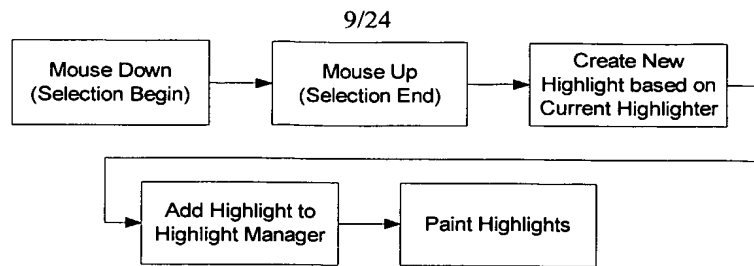 9/24
Mouse Down
(Selection Begin)
Mouse Up
(Selection End)
Create New
Highlight based on
Current Highlighter
Add Highlight to
Highlight Manager
Paint Highlights